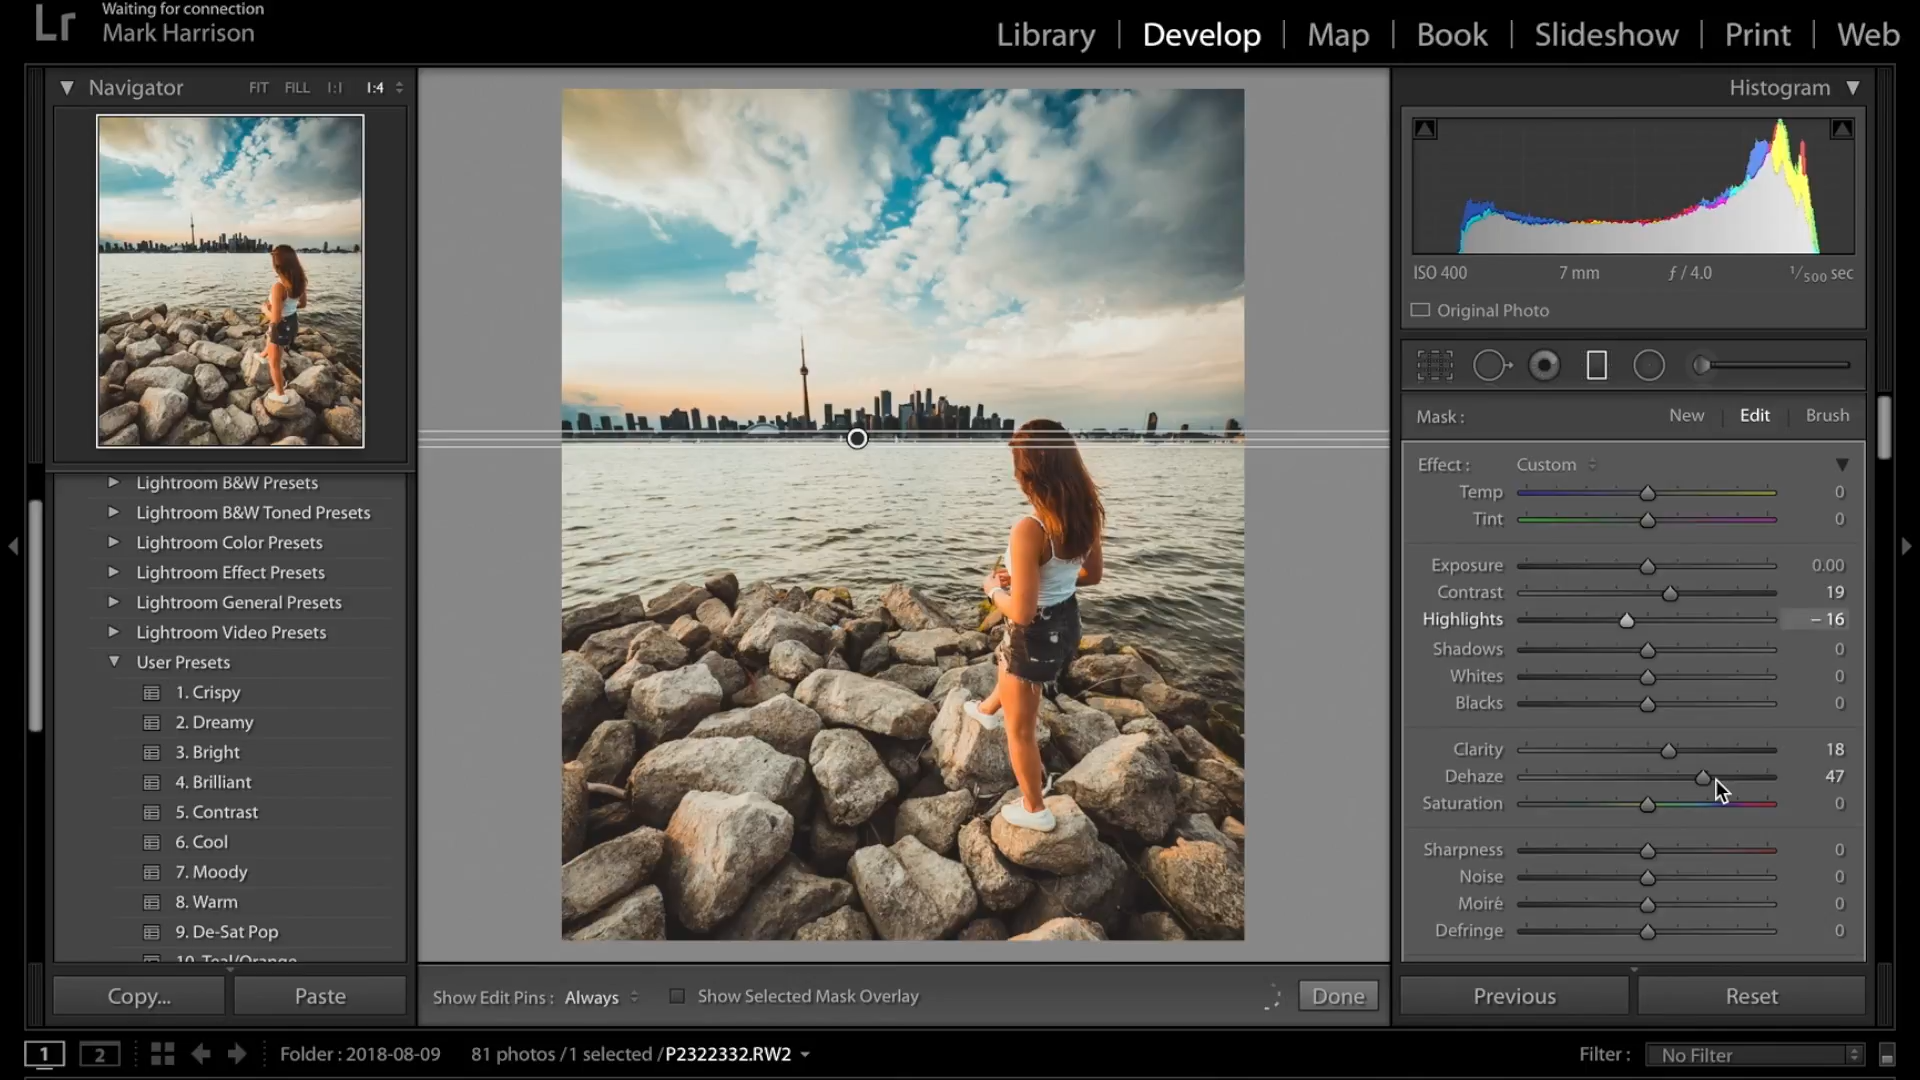 Lr
Waiting for connection
Mark Harrison
Library | Develop | Map | Book | Slideshow | Print | Web
Navigator FIT FILL 1:1 1:4
Lightroom B&W Presets
Lightroom B&W Toned Presets
Lightroom Color Presets
Lightroom Effect Presets
Lightroom General Presets
Lightroom Video Presets
User Presets
1. Crispy
2. Dreamy
3. Bright
4. Brilliant
5. Contrast
6. Cool
7. Moody
8. Warm
9. De-Sat Pop
10. Teal/Orange
Copy... Paste
Show Edit Pins : Always Show Selected Mask Overlay Done
Histogram
ISO 400 7 mm ƒ / 4.0 1/500 sec
Original Photo
Mask : New | Edit | Brush
Effect : Custom
Temp 0
Tint 0
Exposure 0.00
Contrast 19
Highlights – 16
Shadows 0
Whites 0
Blacks 0
Clarity 18
Dehaze 47
Saturation 0
Sharpness 0
Noise 0
Moiré 0
Defringe 0
Previous Reset
1 2 Folder : 2018-08-09 81 photos /1 selected /P2322332.RW2 Filter : No Filter